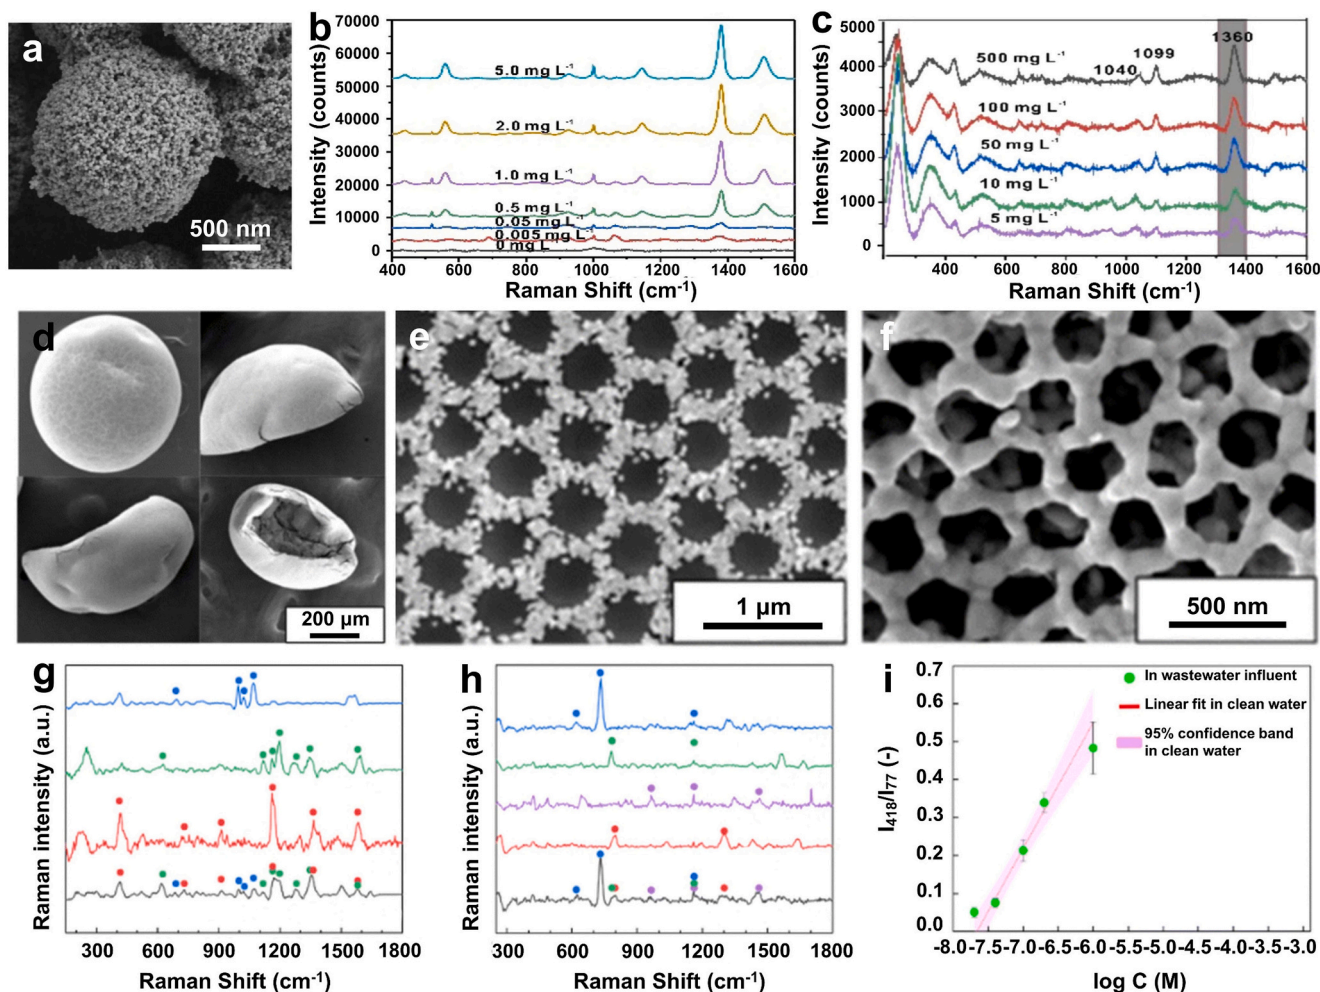 a
500 nm
b
Intensity (counts)
70000
60000
50000
40000
30000
20000
10000
0
5.0 mg L⁻¹
2.0 mg L⁻¹
1.0 mg L⁻¹
0.5 mg L⁻¹
0.05 mg L⁻¹
0.005 mg L⁻¹
0 mg L
400 600 800 1000 1200 1400 1600
Raman Shift (cm⁻¹)
c
Intensity (counts)
5000
4000
3000
2000
1000
0
1360
1099
1040
500 mg L⁻¹
100 mg L⁻¹
50 mg L⁻¹
10 mg L⁻¹
5 mg L⁻¹
400 600 800 1000 1200 1400 1600
Raman Shift (cm⁻¹)
d
200 µm
e
1 µm
f
500 nm
g
Raman intensity (a.u.)
300 600 900 1200 1500 1800
Raman Shift (cm⁻¹)
h
Raman intensity (a.u.)
300 600 900 1200 1500 1800
Raman Shift (cm⁻¹)
i
I₄₁₈/I₇₇ (-)
0.7
0.6
0.5
0.4
0.3
0.2
0.1
0.0
In wastewater influent
Linear fit in clean water
95% confidence band
in clean water
-8.0 -7.5 -7.0 -6.5 -6.0 -5.5 -5.0 -4.5 -4.0 -3.5 -3.0
log C (M)